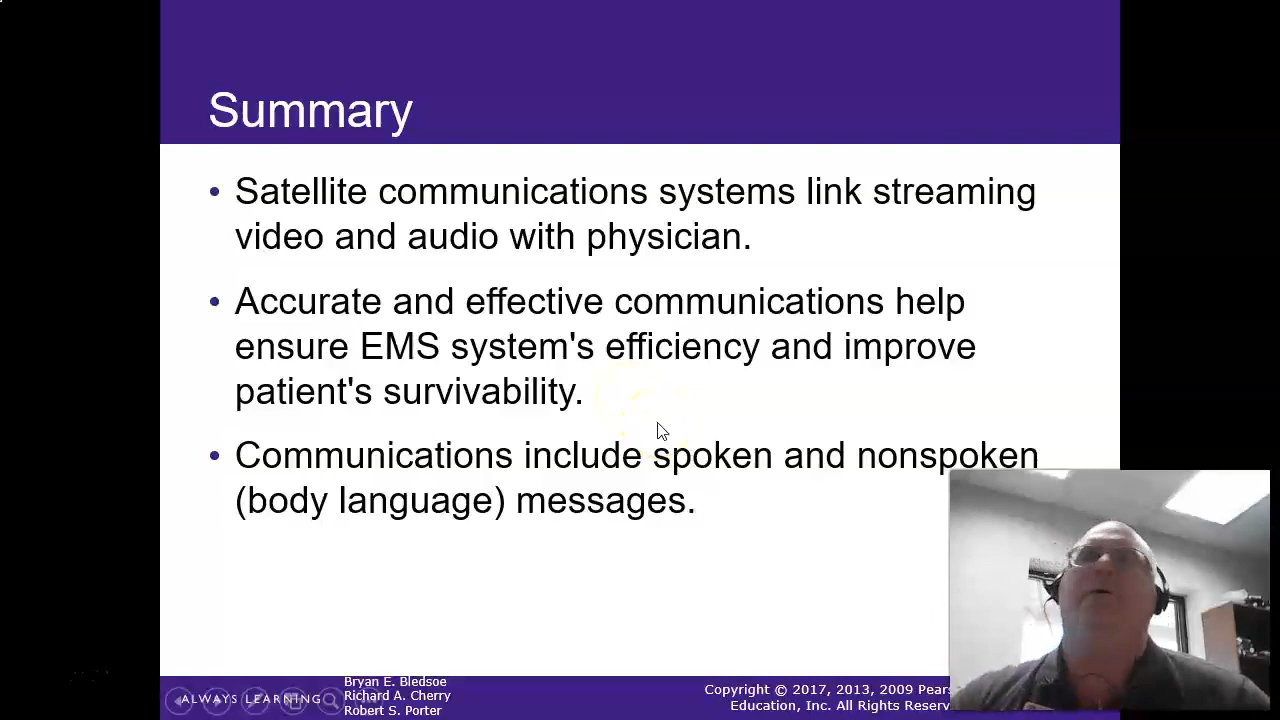 Summary
• Satellite communications systems link streaming
video and audio with physician.
• Accurate and effective communications help
ensure EMS system's efficiency and improve
patient's survivability.
• Communications include spoken and nonspoken
(body language) messages.
ALWAYS LEARNING
Bryan E. Bledsoe
Richard A. Cherry
Robert S. Porter
Copyright © 2017, 2013, 2009 Pears
Education, Inc. All Rights Reserv